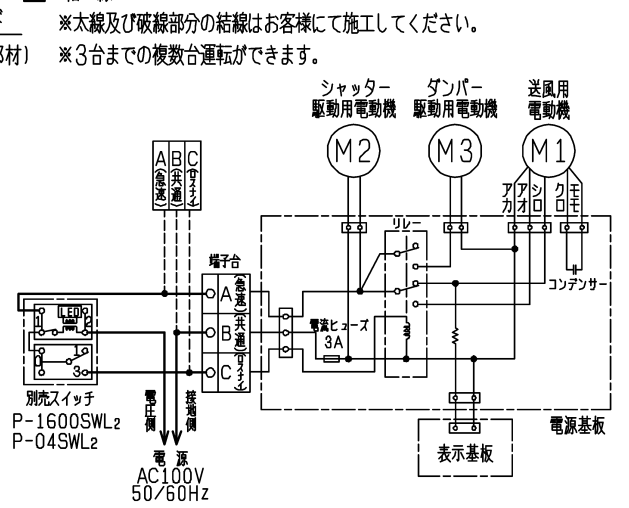 ※太線及び破線部分の結線はお客様にて施工してください。
部材) ※3台までの複数台運転ができます。
シャッター
駆動用電動機
ダンパー
駆動用電動機
送風用
電動機
M2
M3
M1
A B C
(急速) (共通) (ロスナイ)
アカ アオ シロ クロ モモ
リレー
コンデンサー
端子台
A (急速)
B (共通)
C (ロスナイ)
電流ヒューズ
3A
LED
1 2
0 1
3
別売スイッチ
P-1600SWL2
P-04SWL2
電圧側
接地側
電源
AC100V
50/60Hz
電源基板
表示基板